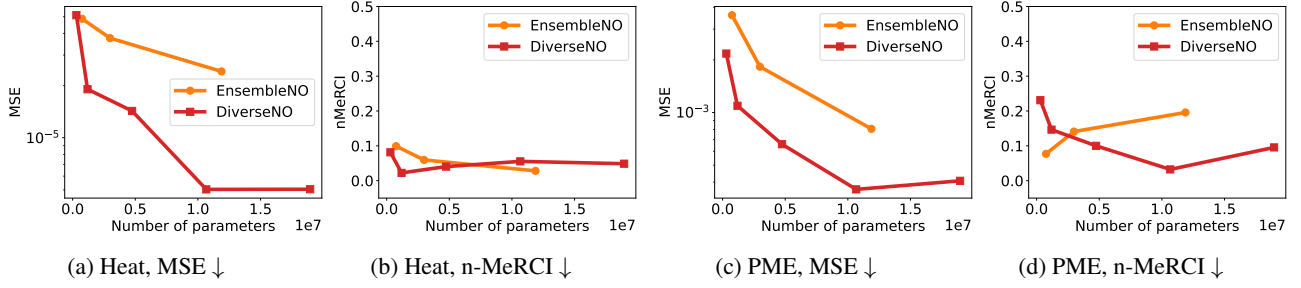 MSE
10⁻⁵
0.0 0.5 1.0 1.5
Number of parameters 1e7
EnsembleNO
DiverseNO
(a) Heat, MSE ↓
nMeRCI
0.5
0.4
0.3
0.2
0.1
0.0
0.0 0.5 1.0 1.5
Number of parameters 1e7
EnsembleNO
DiverseNO
(b) Heat, n-MeRCI ↓
MSE
10⁻³
0.0 0.5 1.0 1.5
Number of parameters 1e7
EnsembleNO
DiverseNO
(c) PME, MSE ↓
nMeRCI
0.5
0.4
0.3
0.2
0.1
0.0
0.0 0.5 1.0 1.5
Number of parameters 1e7
EnsembleNO
DiverseNO
(d) PME, n-MeRCI ↓